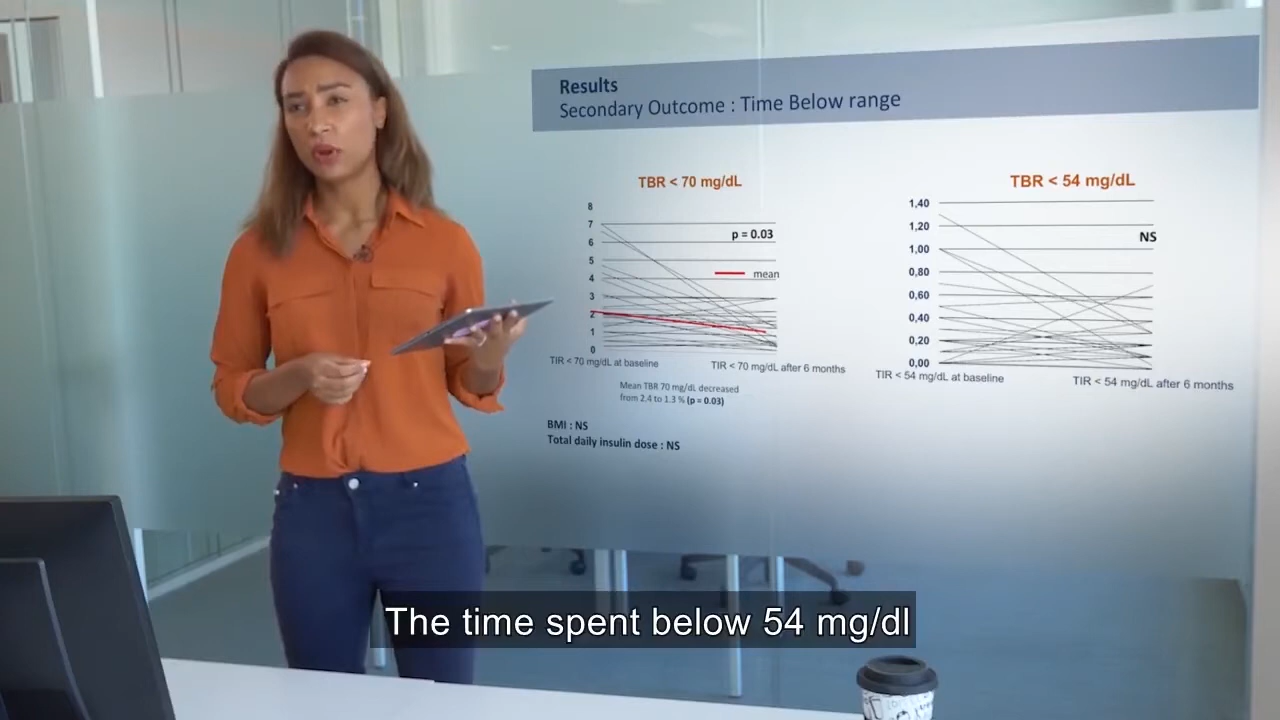 Results
Secondary Outcome : Time Below range
TBR < 70 mg/dL
8
7
6
5
4
3
2
1
0
p = 0.03
mean
TIR < 70 mg/dL at baseline
TIR < 70 mg/dL after 6 months
Mean TBR 70 mg/dL decreased
from 2.4 to 1.3 % (p = 0.03)
BMI : NS
Total daily insulin dose : NS
TBR < 54 mg/dL
1,40
1,20
1,00
0,80
0,60
0,40
0,20
0,00
NS
TIR < 54 mg/dL at baseline
TIR < 54 mg/dL after 6 months
The time spent below 54 mg/dl